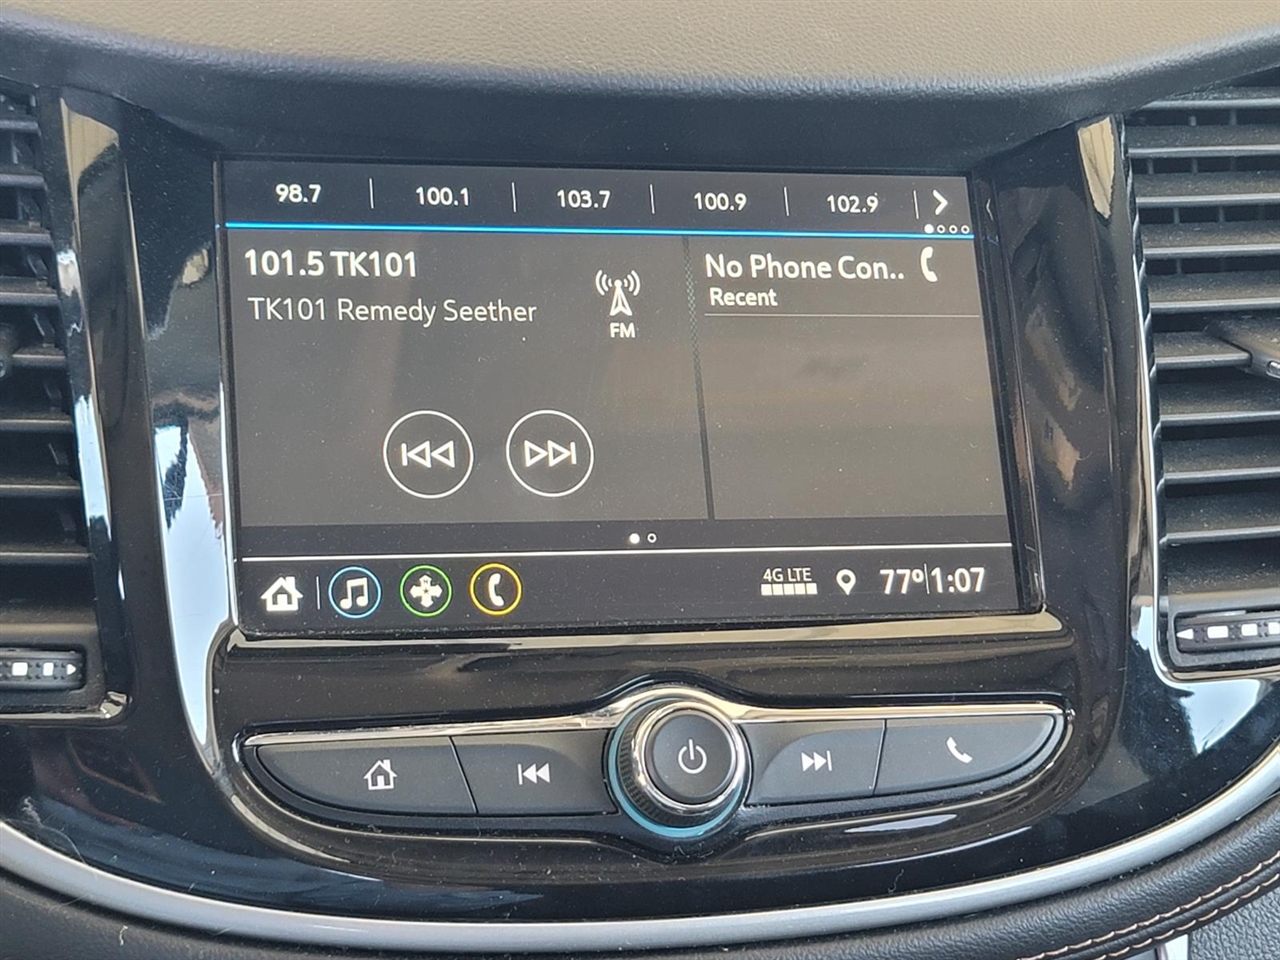 98.7 100.1 103.7 100.9 102.9
101.5 TK101
TK101 Remedy Seether
FM
No Phone Con..
Recent
4G LTE
77° 1:07